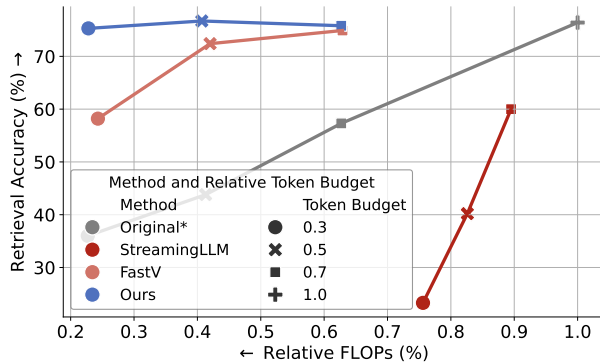 Retrieval Accuracy (%) →
70
60
50
40
30
Method and Relative Token Budget
Method Token Budget
Original* 0.3
StreamingLLM 0.5
FastV 0.7
Ours 1.0
0.2 0.3 0.4 0.5 0.6 0.7 0.8 0.9 1.0
← Relative FLOPs (%)